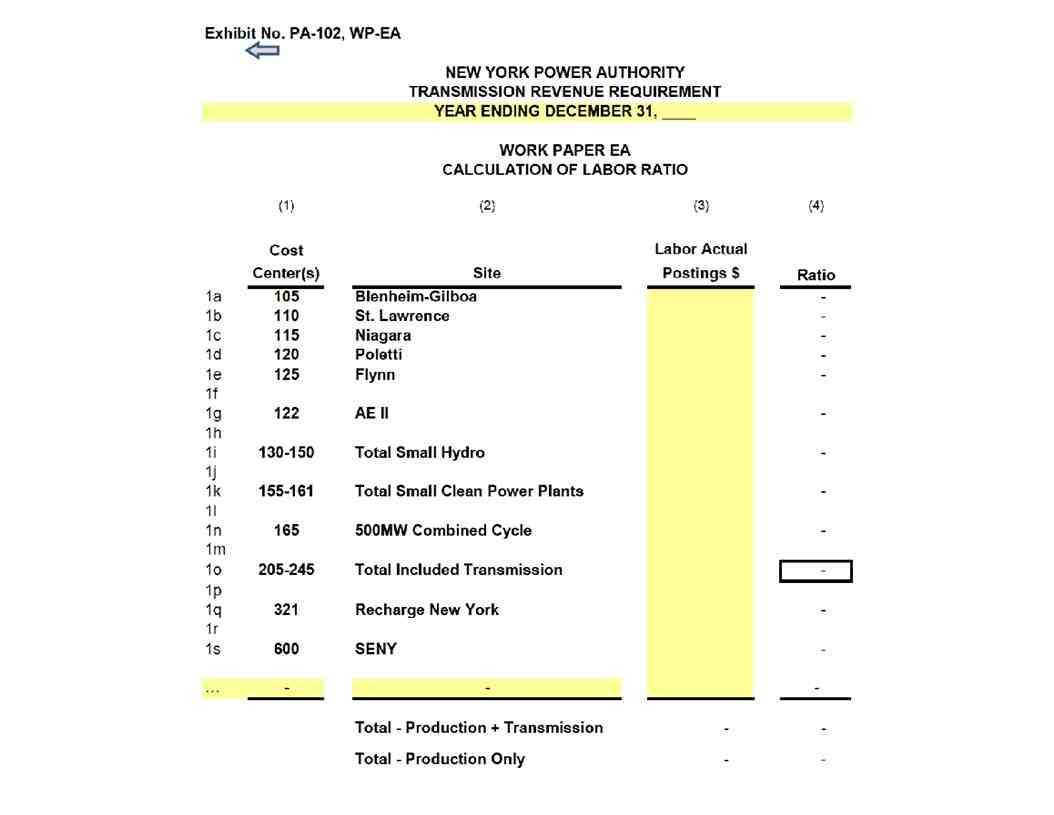 Exhibit No. PA-102, WP-EA
NEW YORK POWER AUTHORITY
TRANSMISSION REVENUE REQUIREMENT
YEAR ENDING DECEMBER 31, ____
WORK PAPER EA
CALCULATION OF LABOR RATIO
(1) (2) (3) (4)
Cost Labor Actual
Center(s) Site Postings $ Ratio
1a 105 Blenheim-Gilboa -
1b 110 St. Lawrence -
1c 115 Niagara -
1d 120 Poletti -
1e 125 Flynn -
1f
1g 122 AE II -
1h
1i 130-150 Total Small Hydro -
1j
1k 155-161 Total Small Clean Power Plants -
1l
1n 165 500MW Combined Cycle -
1m
1o 205-245 Total Included Transmission -
1p
1q 321 Recharge New York -
1r
1s 600 SENY -
... - - -
Total - Production + Transmission - -
Total - Production Only - -